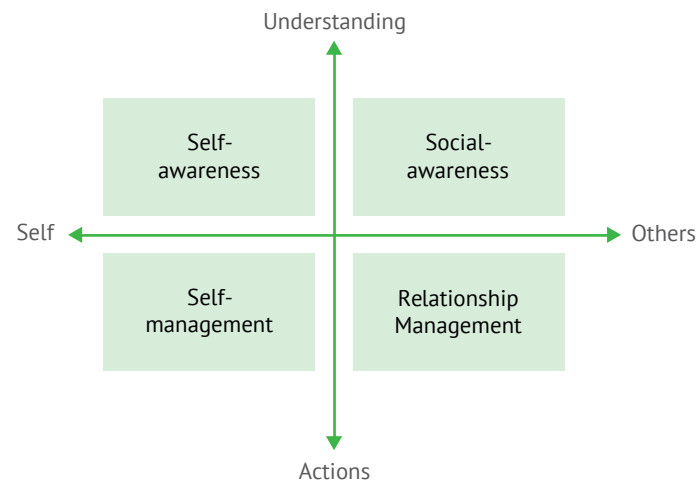 Understanding
Self-
awareness
Social-
awareness
Self
Others
Self-
management
Relationship
Management
Actions